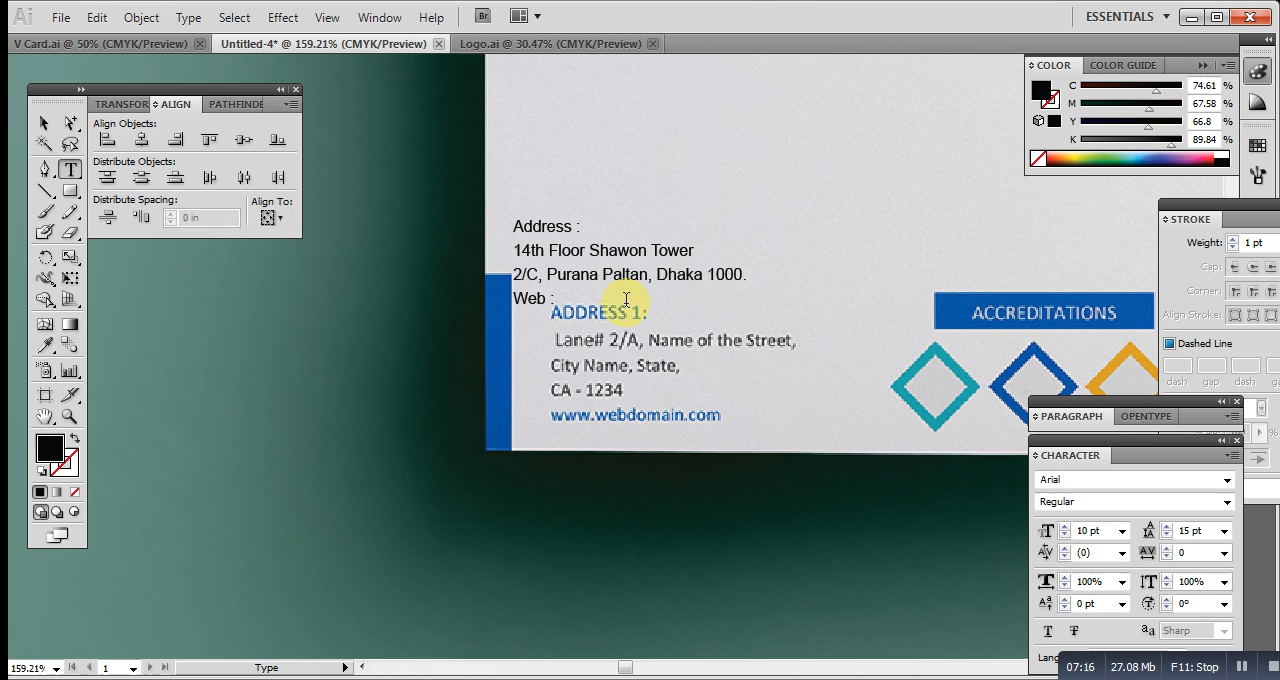 Ai File Edit Object Type Select Effect View Window Help Br ESSENTIALS
V Card.ai @ 50% (CMYK/Preview) Untitled-4* @ 159.21% (CMYK/Preview) Logo.ai @ 30.47% (CMYK/Preview)
TRANSFOR ALIGN PATHFINDE
Align Objects:
Distribute Objects:
Distribute Spacing: Align To:
0 in
COLOR COLOR GUIDE
C 74.61 %
M 67.58 %
Y 66.8 %
K 89.84 %
STROKE
Weight: 1 pt
Cap:
Corner:
Align Stroke:
Dashed Line
dash gap dash
Address :
14th Floor Shawon Tower
2/C, Purana Paltan, Dhaka 1000.
Web :
ADDRESS 1:
Lane# 2/A, Name of the Street,
City Name, State,
CA - 1234
www.webdomain.com
ACCREDITATIONS
PARAGRAPH OPENTYPE
CHARACTER
Arial
Regular
10 pt 15 pt
(0) 0
100% 100%
0 pt 0°
T T aa Sharp
Lang
159.21% 1 Type
07:16 27.08 Mb F11: Stop